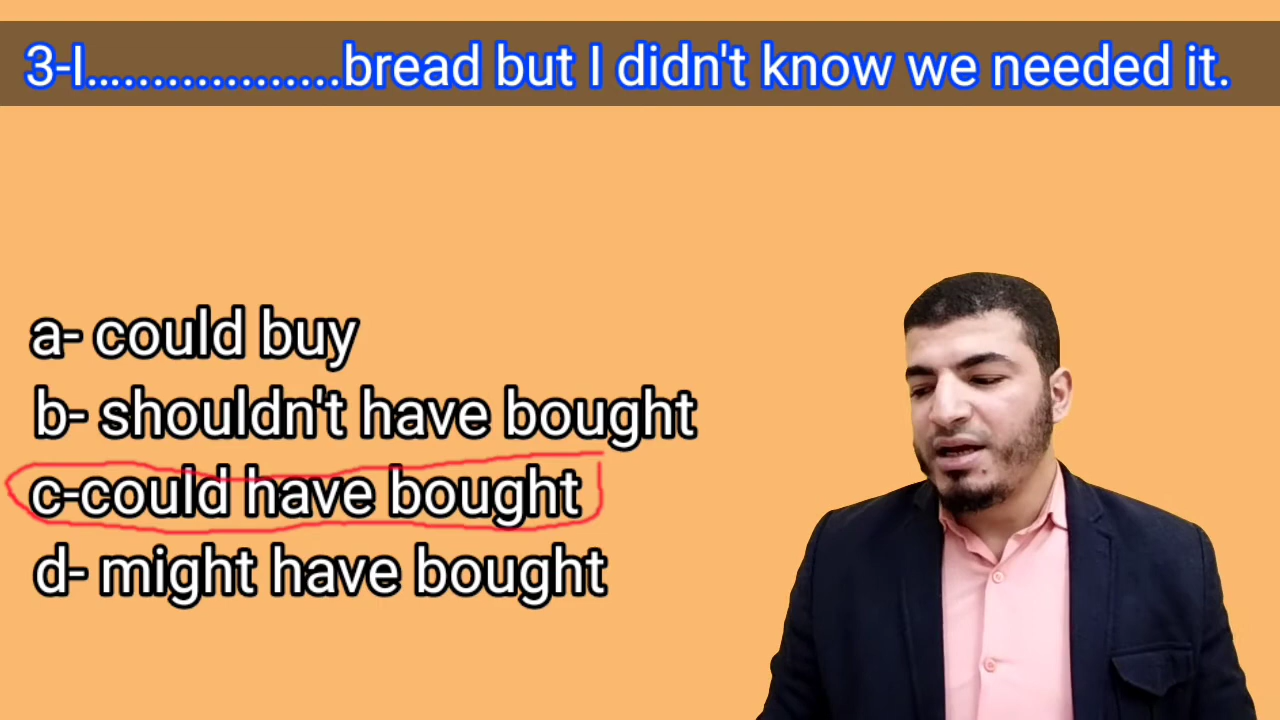 3-I....................bread but I didn't know we needed it.
a- could buy
b- shouldn't have bought
c-could have bought
d- might have bought